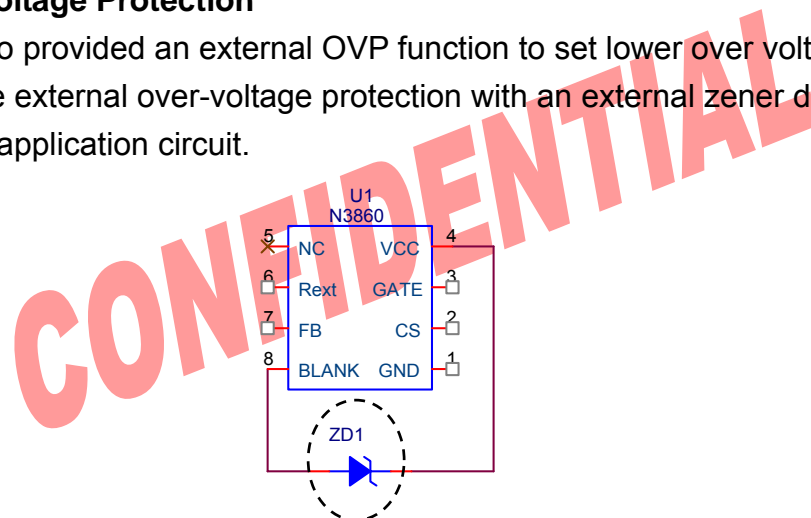 oltage Protection
o provided an external OVP function to set lower over volt
e external over-voltage protection with an external zener d
application circuit.
CONFIDENTIAL
U1
N3860
5 NC VCC 4
6 Rext GATE 3
7 FB CS 2
8 BLANK GND 1
ZD1